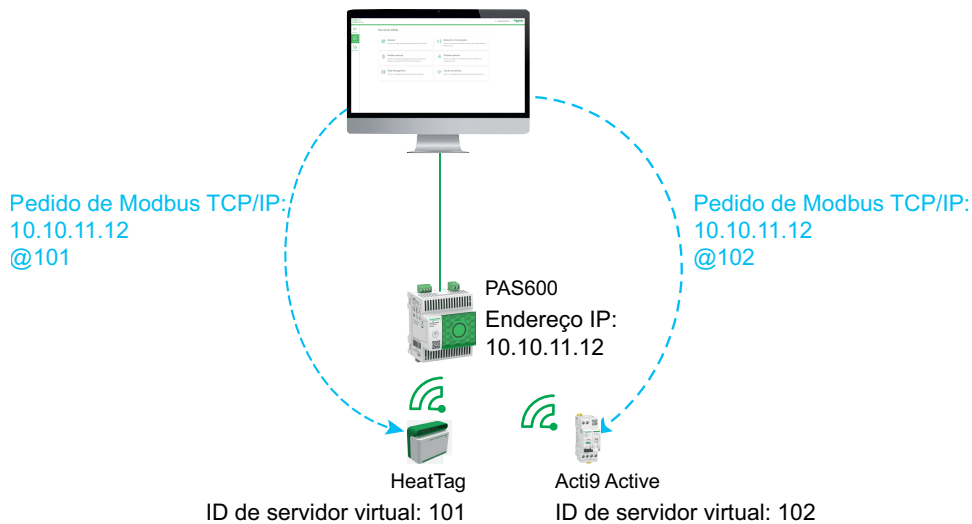 Pedido de Modbus TCP/IP:
10.10.11.12
@101
Pedido de Modbus TCP/IP:
10.10.11.12
@102
PAS600
Endereço IP:
10.10.11.12
HeatTag
ID de servidor virtual: 101
Acti9 Active
ID de servidor virtual: 102